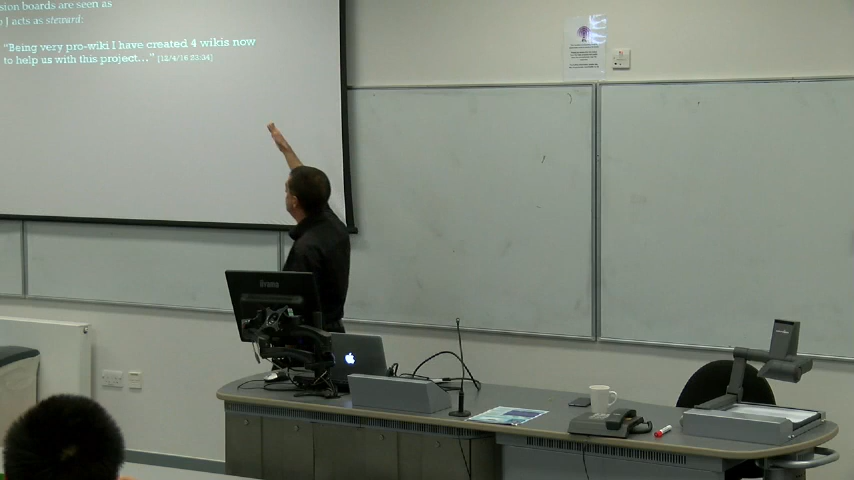 sion boards are seen as
J acts as steward:
“Being very pro-wiki I have created 4 wikis now
to help us with this project…” [12/4/16 23:34]